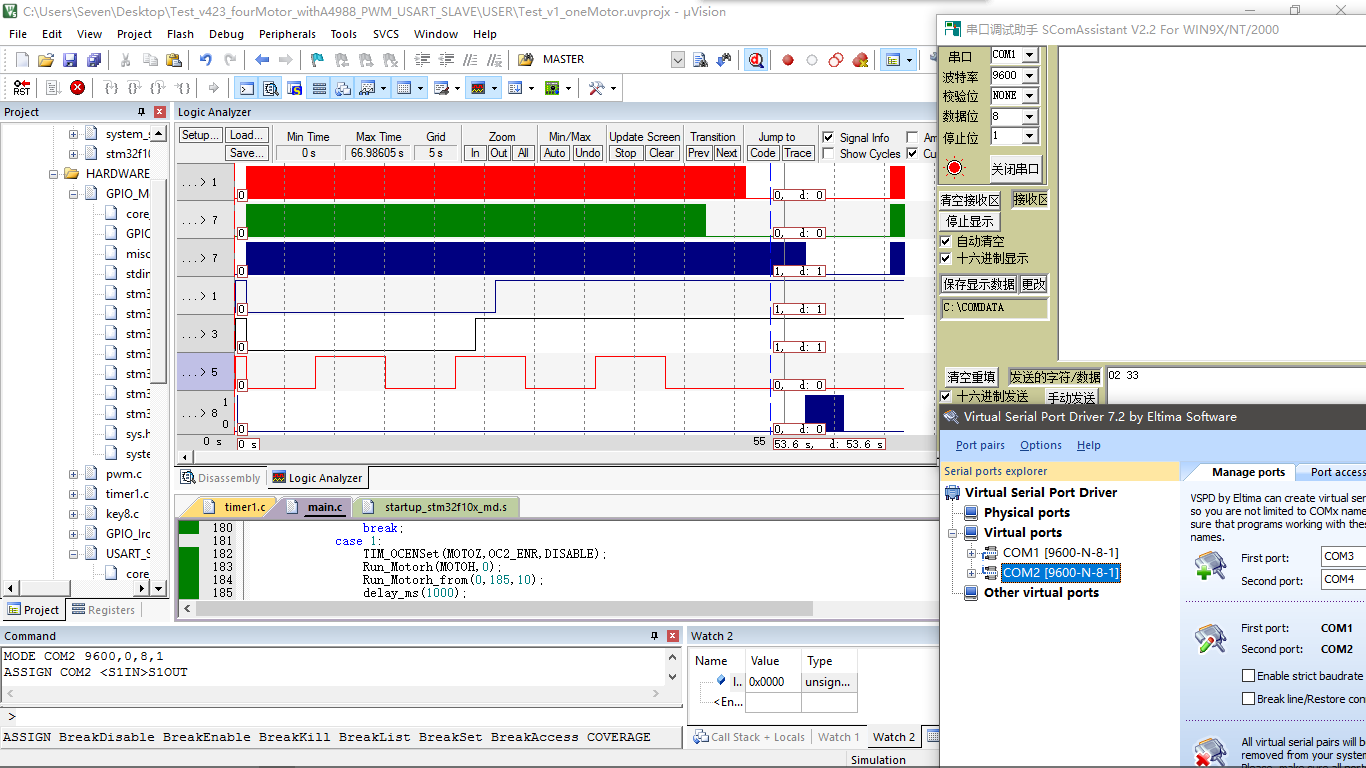 C:\Users\Seven\Desktop\Test_v423_fourMotor_withA4988_PWM_USART_SLAVE\USER\Test_v1_oneMotor.uvprojx - µVision
File Edit View Project Flash Debug Peripherals Tools SVCS Window Help
MASTER
RST
Project
system_s
stm32f10
HARDWARE
GPIO_M
core_
GPIO
misc
stdin
stm3
stm3
stm3
stm3
stm3
stm3
stm3
sys.h
syste
pwm.c
timer1.c
key8.c
GPIO_Iro
USART_S
core
Project Registers
Logic Analyzer
Setup... Load... Min Time Max Time Grid Zoom Min/Max Update Screen Transition Jump to Signal Info Am
Save... 0 s 66.98605 s 5 s In Out All Auto Undo Stop Clear Prev Next Code Trace Show Cycles Cu
...> 1 0 0, d: 0
...> 7 0 0, d: 0
...> 7 0 1, d: 1
...> 1 0 1, d: 1
...> 3 0 1, d: 1
...> 5 0 0, d: 0
1
...> 8
0 0 0, d: 0
0 s 0 s 55 53.6 s, d: 53.6 s
Disassembly Logic Analyzer
timer1.c main.c startup_stm32f10x_md.s
180 break;
181 case 1:
182 TIM_OCENSet(MOTOZ,OC2_ENR,DISABLE);
183 Run_Motorh(MOTOH,0);
184 Run_Motorh_from(0,185,10);
185 delay_ms(1000);
Command
MODE COM2 9600,0,8,1
ASSIGN COM2 <S1IN>S1OUT
>
ASSIGN BreakDisable BreakEnable BreakKill BreakList BreakSet BreakAccess COVERAGE
Watch 2
Name Value Type
I.. 0x0000 unsign...
<En...
Call Stack + Locals Watch 1 Watch 2
Simulation
串口调试助手 SComAssistant V2.2 For WIN9X/NT/2000
串口 COM1
波特率 9600
校验位 NONE
数据位 8
停止位 1
关闭串口
清空接收区 接收区
停止显示
自动清空
十六进制显示
保存显示数据 更改
C:\COMDATA
清空重填 发送的字符/数据 02 33
十六进制发送 手动发送
Virtual Serial Port Driver 7.2 by Eltima Software
Port pairs Options Help
Serial ports explorer
Virtual Serial Port Driver
Physical ports
Virtual ports
COM1 [9600-N-8-1]
COM2 [9600-N-8-1]
Other virtual ports
Manage ports Port access
VSPD by Eltima can create virtual ser
so you are not limited to COMx name
sure that programs working with these
names.
First port: COM3
Second port: COM4
First port: COM1
Second port: COM2
Enable strict baudrate
Break line/Restore con
All virtual serial pairs will b
removed from your system